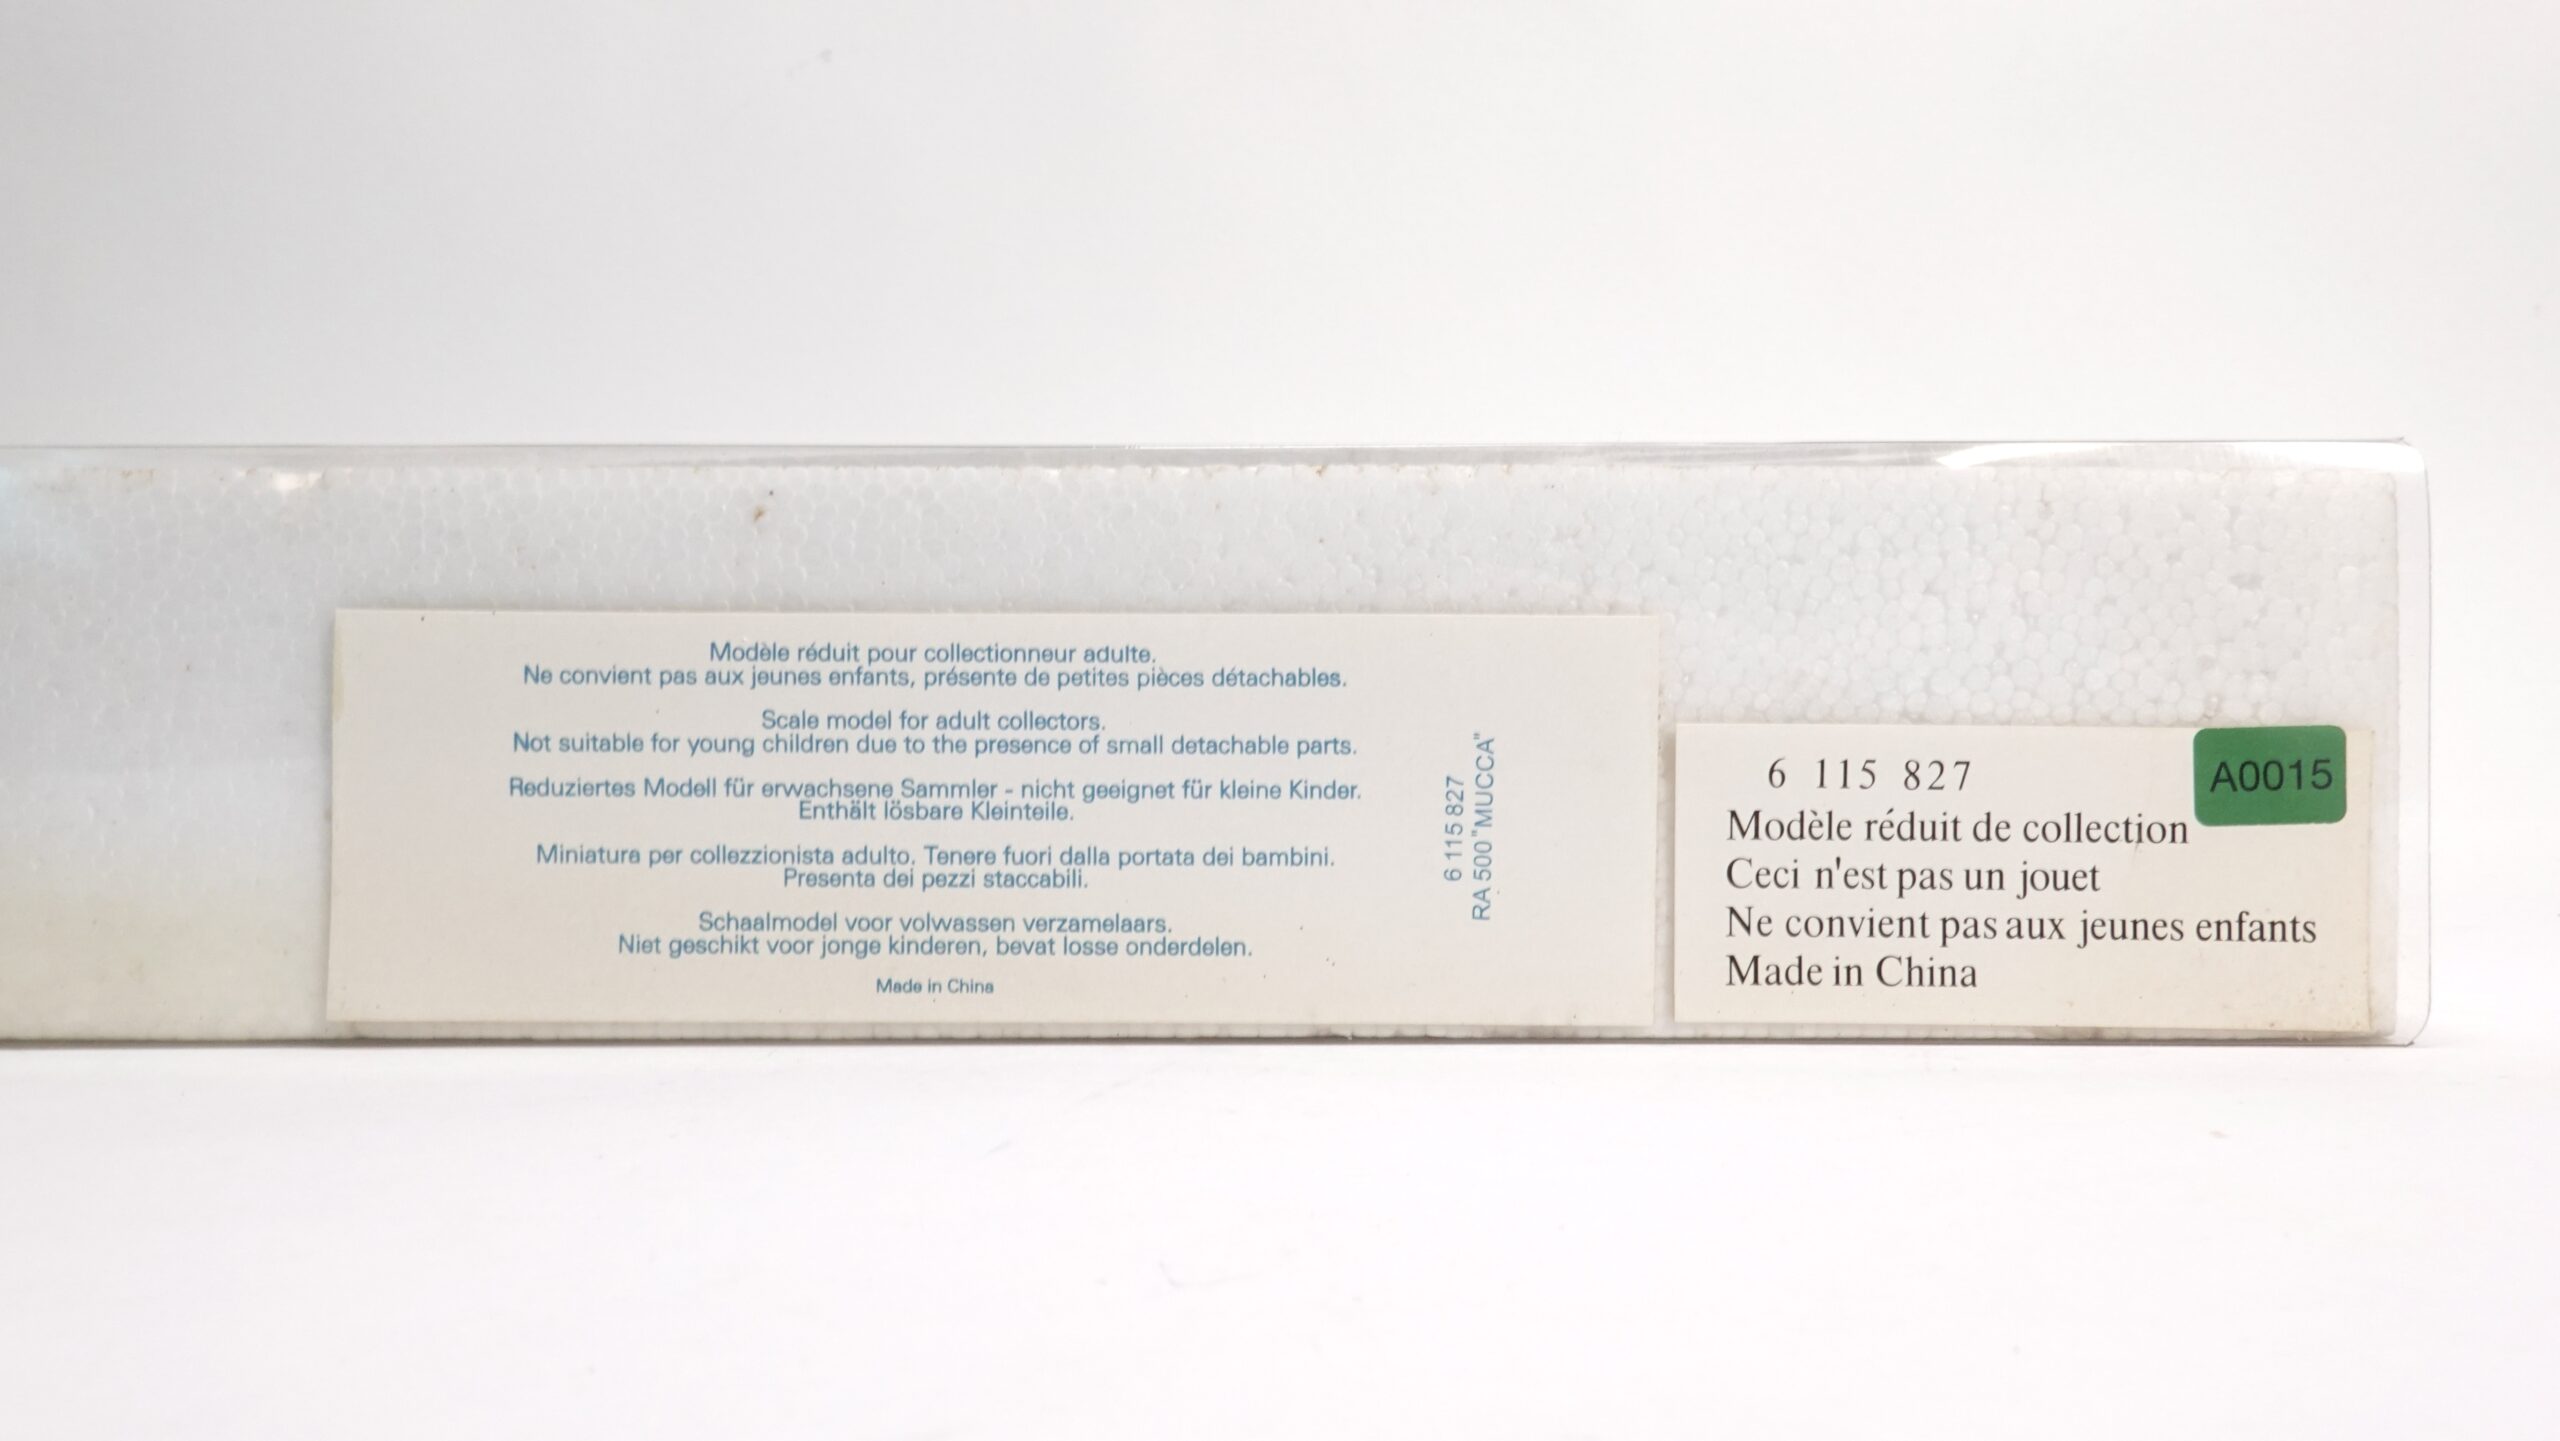 Modèle réduit pour collectionneur adulte.
Ne convient pas aux jeunes enfants, présente de petites pièces détachables.
Scale model for adult collectors.
Not suitable for young children due to the presence of small detachable parts.
Reduziertes Modell für erwachsene Sammler - nicht geeignet für kleine Kinder.
Enthält lösbare Kleinteile.
Miniatura per collezzionista adulto. Tenere fuori dalla portata dei bambini.
Presenta dei pezzi staccabili.
Schaalmodel voor volwassen verzamelaars.
Niet geschikt voor jonge kinderen, bevat losse onderdelen.
Made in China
6 115 827
RA 500 "MUCCA"
6 115 827
A0015
Modèle réduit de collection
Ceci n'est pas un jouet
Ne convient pas aux jeunes enfants
Made in China